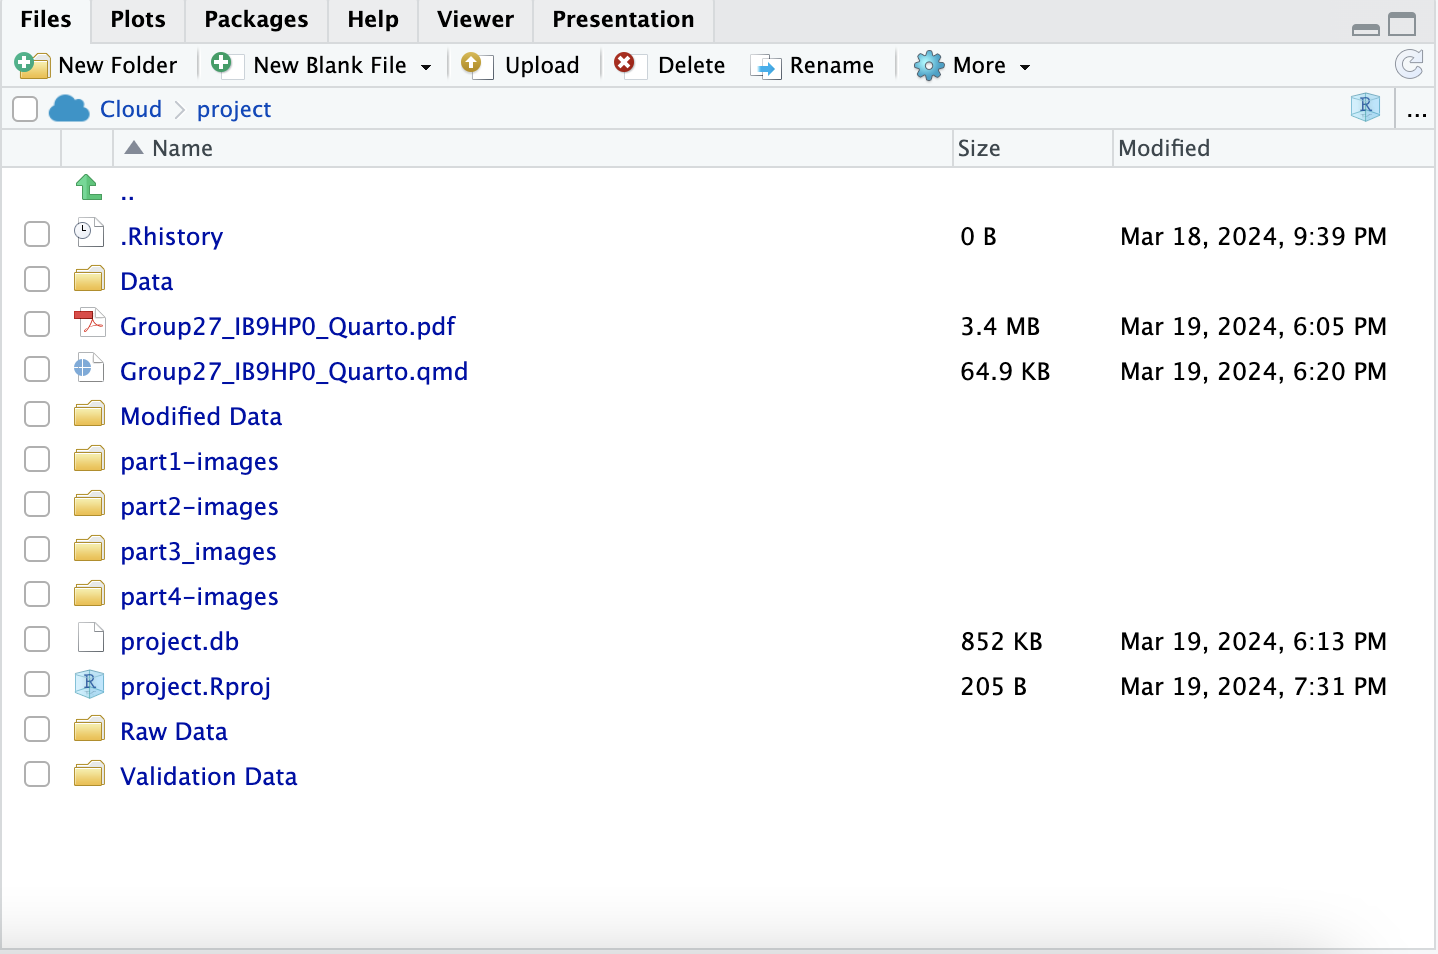 Files Plots Packages Help Viewer Presentation
New Folder New Blank File Upload Delete Rename More
Cloud project R ...
Name Size Modified
..
.Rhistory 0 B Mar 18, 2024, 9:39 PM
Data
Group27_IB9HP0_Quarto.pdf 3.4 MB Mar 19, 2024, 6:05 PM
Group27_IB9HP0_Quarto.qmd 64.9 KB Mar 19, 2024, 6:20 PM
Modified Data
part1-images
part2-images
part3_images
part4-images
project.db 852 KB Mar 19, 2024, 6:13 PM
R project.Rproj 205 B Mar 19, 2024, 7:31 PM
Raw Data
Validation Data